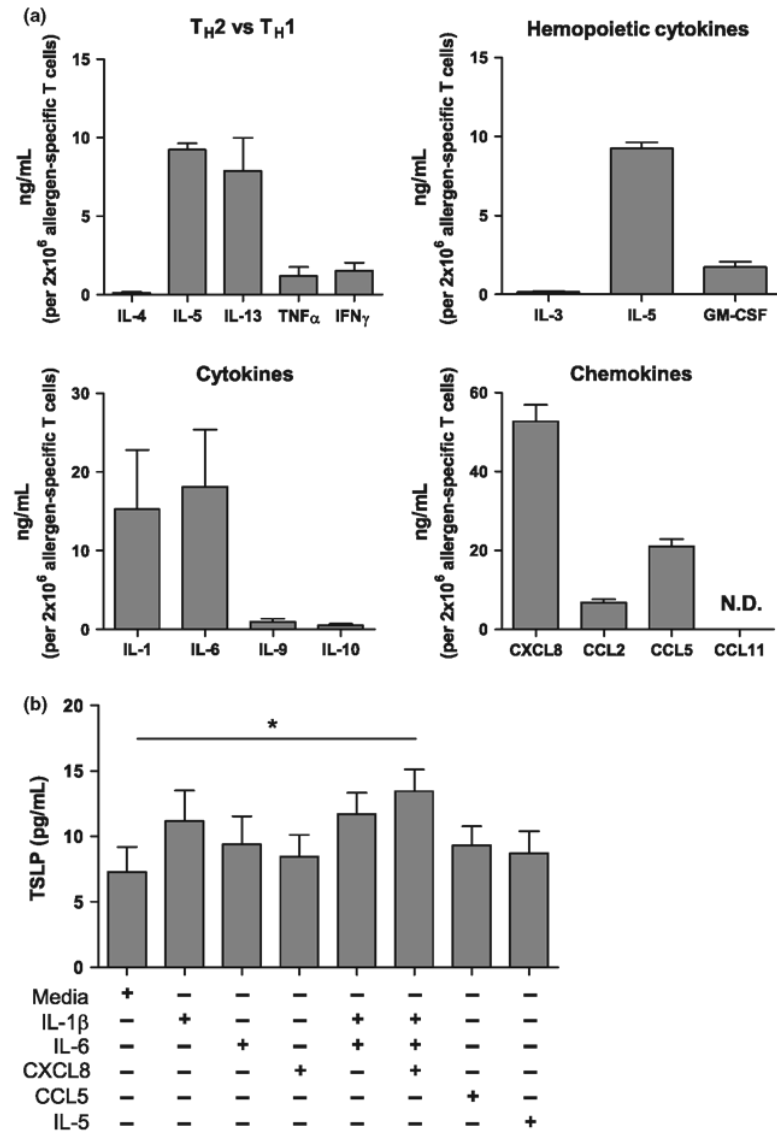 (a)
T_H2 vs T_H1
ng/mL
(per 2x10⁶ allergen-specific T cells)
15
10
5
0
IL-4 IL-5 IL-13 TNFα IFNγ
Hemopoietic cytokines
ng/mL
(per 2x10⁶ allergen-specific T cells)
15
10
5
0
IL-3 IL-5 GM-CSF
Cytokines
ng/mL
(per 2x10⁶ allergen-specific T cells)
30
20
10
0
IL-1 IL-6 IL-9 IL-10
Chemokines
ng/mL
(per 2x10⁶ allergen-specific T cells)
60
40
20
0
N.D.
CXCL8 CCL2 CCL5 CCL11
(b)
TSLP (pg/mL)
20
15
10
5
0
*
Media + – – – – – – –
IL-1β – + – – + + – –
IL-6 – – + – + + – –
CXCL8 – – – + – + – –
CCL5 – – – – – – + –
IL-5 – – – – – – – +